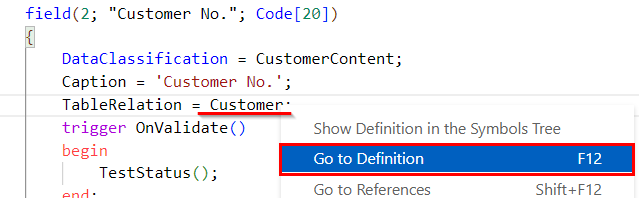 field(2; "Customer No."; Code[20])
{
DataClassification = CustomerContent;
Caption = 'Customer No.';
TableRelation = Customer;
trigger OnValidate()
Show Definition in the Symbols Tree
begin
Go to Definition F12
TestStatus();
Go to References Shift+F12
end;